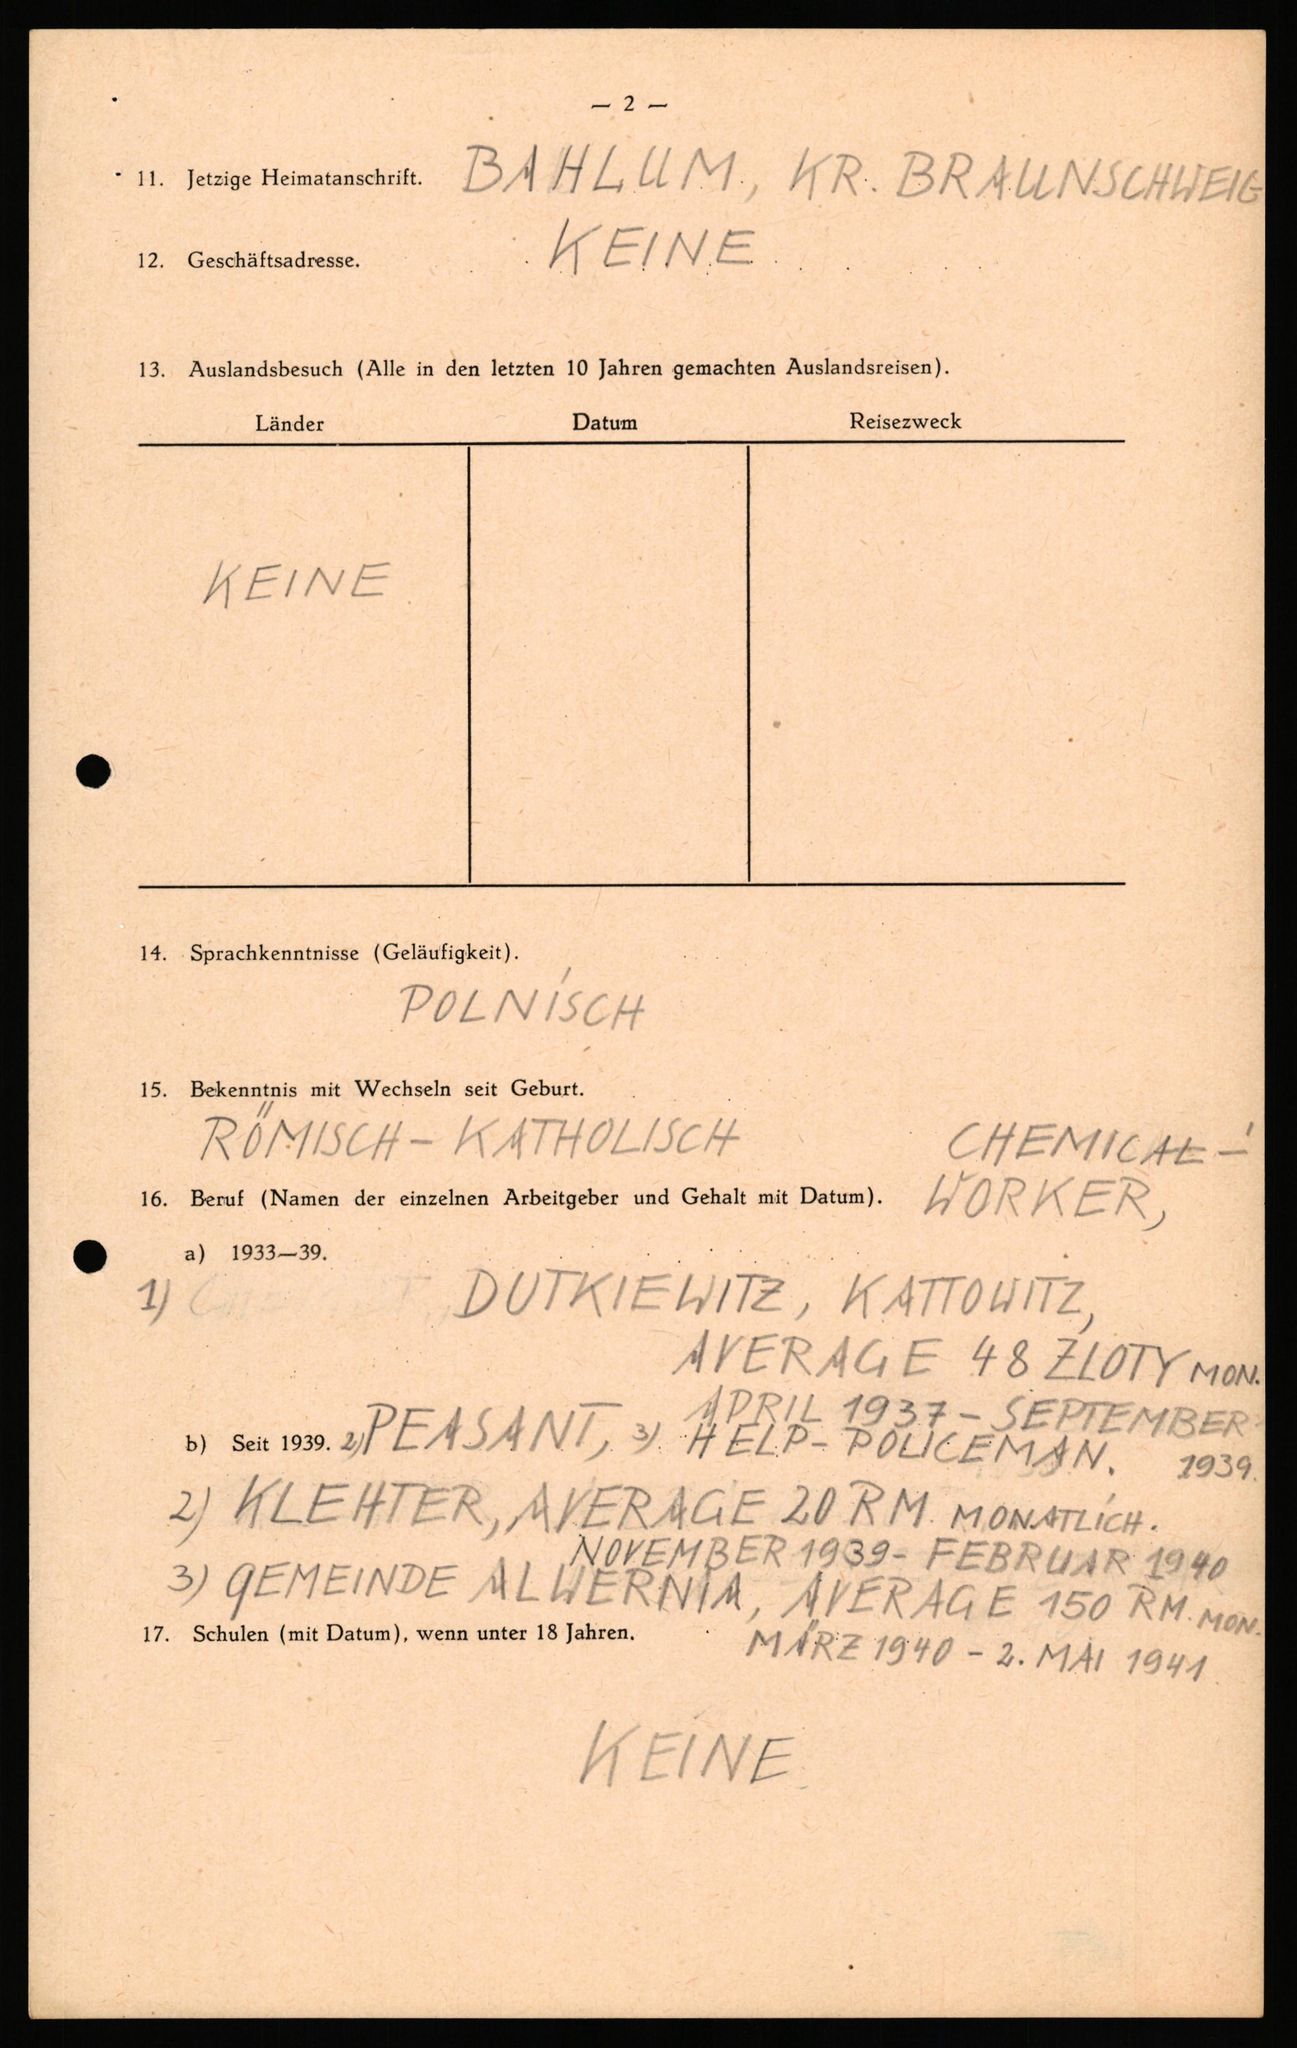 — 2 —
11. Jetzige Heimatanschrift. BAHLUM, KR. BRAUNSCHWEIG
12. Geschäftsadresse. KEINE
13. Auslandsbesuch (Alle in den letzten 10 Jahren gemachten Auslandsreisen).
Länder Datum Reisezweck
KEINE
14. Sprachkenntnisse (Geläufigkeit).
POLNISCH
15. Bekenntnis mit Wechseln seit Geburt.
RÖMISCH - KATHOLISCH
CHEMICAL -
16. Beruf (Namen der einzelnen Arbeitgeber und Gehalt mit Datum). WORKER,
a) 1933—39.
1) DUTKIEWITZ, KATTOWITZ,
AVERAGE 48 ZLOTY MON.
APRIL 1937 - SEPTEMBER
b) Seit 1939. 2) PEASANT, 3) HELP-POLICEMAN. 1939.
2) KLEHTER, AVERAGE 20 RM. MONATLICH.
NOVEMBER 1939 - FEBRUAR 1940
3) GEMEINDE ALWERNIA, AVERAGE 150 RM. MON.
17. Schulen (mit Datum), wenn unter 18 Jahren. MÄRZ 1940 - 2. MAI 1941
KEINE